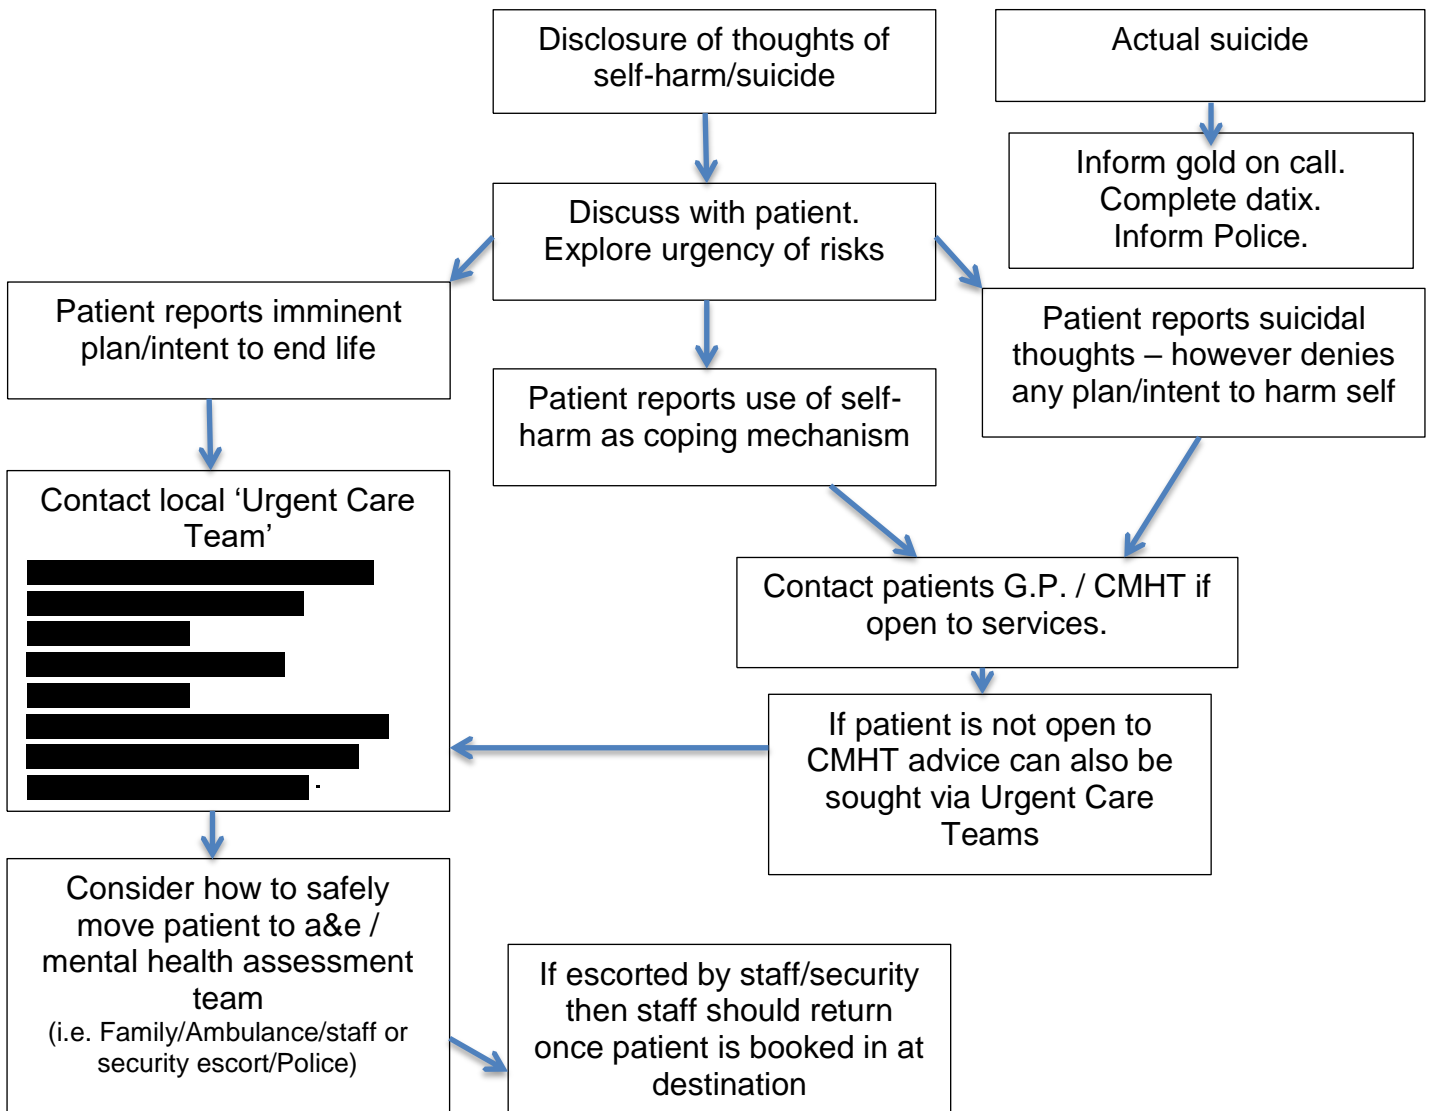 Disclosure of thoughts of
self-harm/suicide
Actual suicide
Inform gold on call.
Complete datix.
Inform Police.
Discuss with patient.
Explore urgency of risks
Patient reports imminent
plan/intent to end life
Patient reports use of self-
harm as coping mechanism
Patient reports suicidal
thoughts – however denies
any plan/intent to harm self
Contact local ‘Urgent Care
Team’
Contact patients G.P. / CMHT if
open to services.
If patient is not open to
CMHT advice can also be
sought via Urgent Care
Teams
Consider how to safely
move patient to a&e /
mental health assessment
team
(i.e. Family/Ambulance/staff or
security escort/Police)
If escorted by staff/security
then staff should return
once patient is booked in at
destination